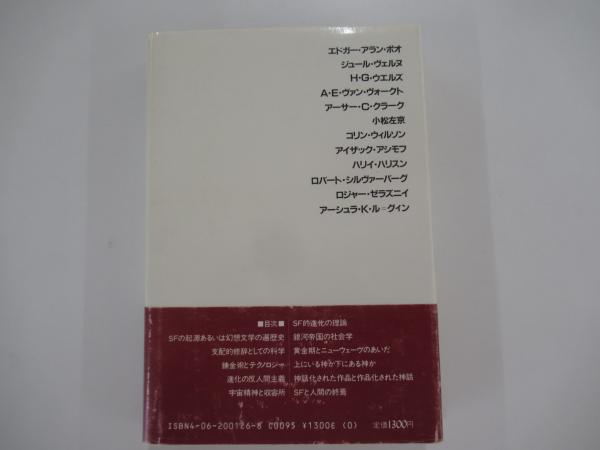 エドガー・アラン・ポオ
ジュール・ヴェルヌ
H・G・ウエルズ
A・E・ヴァン・ヴォークト
アーサー・C・クラーク
小松左京
コリン・ウィルソン
アイザック・アシモフ
ハリイ・ハリスン
ロバート・シルヴァーバーグ
ロジャー・ゼラズニイ
アーシュラ・K・ル=グィン
■目次■
SFの起源あるいは幻想文学の遍歴史
支配的修辞としての科学
錬金術とテクノロジー
進化の反人間主義
宇宙精神と収容所
SF的進化の理論
銀河帝国の社会学
黄金期とニューウェーヴのあいだ
上にいる神か下にある神か
神話化された作品と作品化された神話
SFと人間の終焉
ISBN4-06-200126-8 C0095 ¥1300E (0) 定価1300円